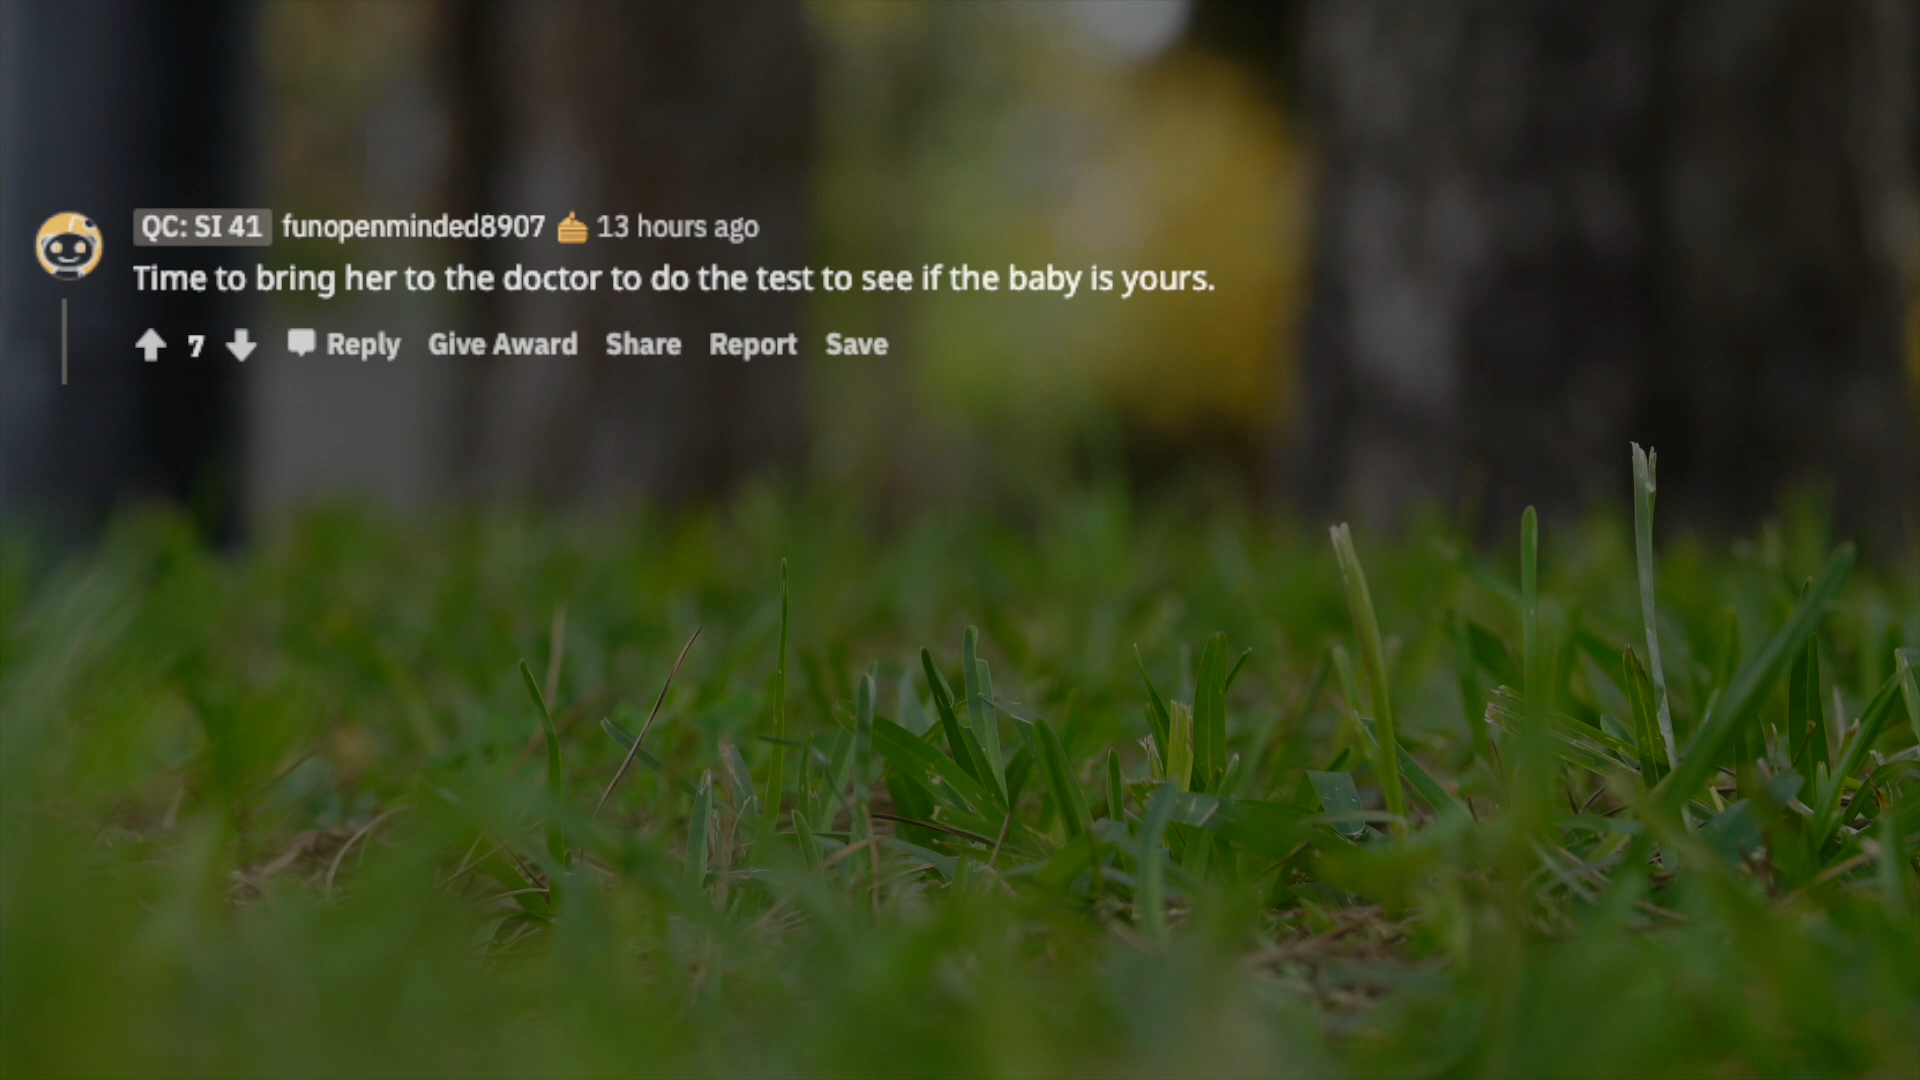 QC: SI 41 funopenminded8907 13 hours ago
Time to bring her to the doctor to do the test to see if the baby is yours.
7 Reply Give Award Share Report Save